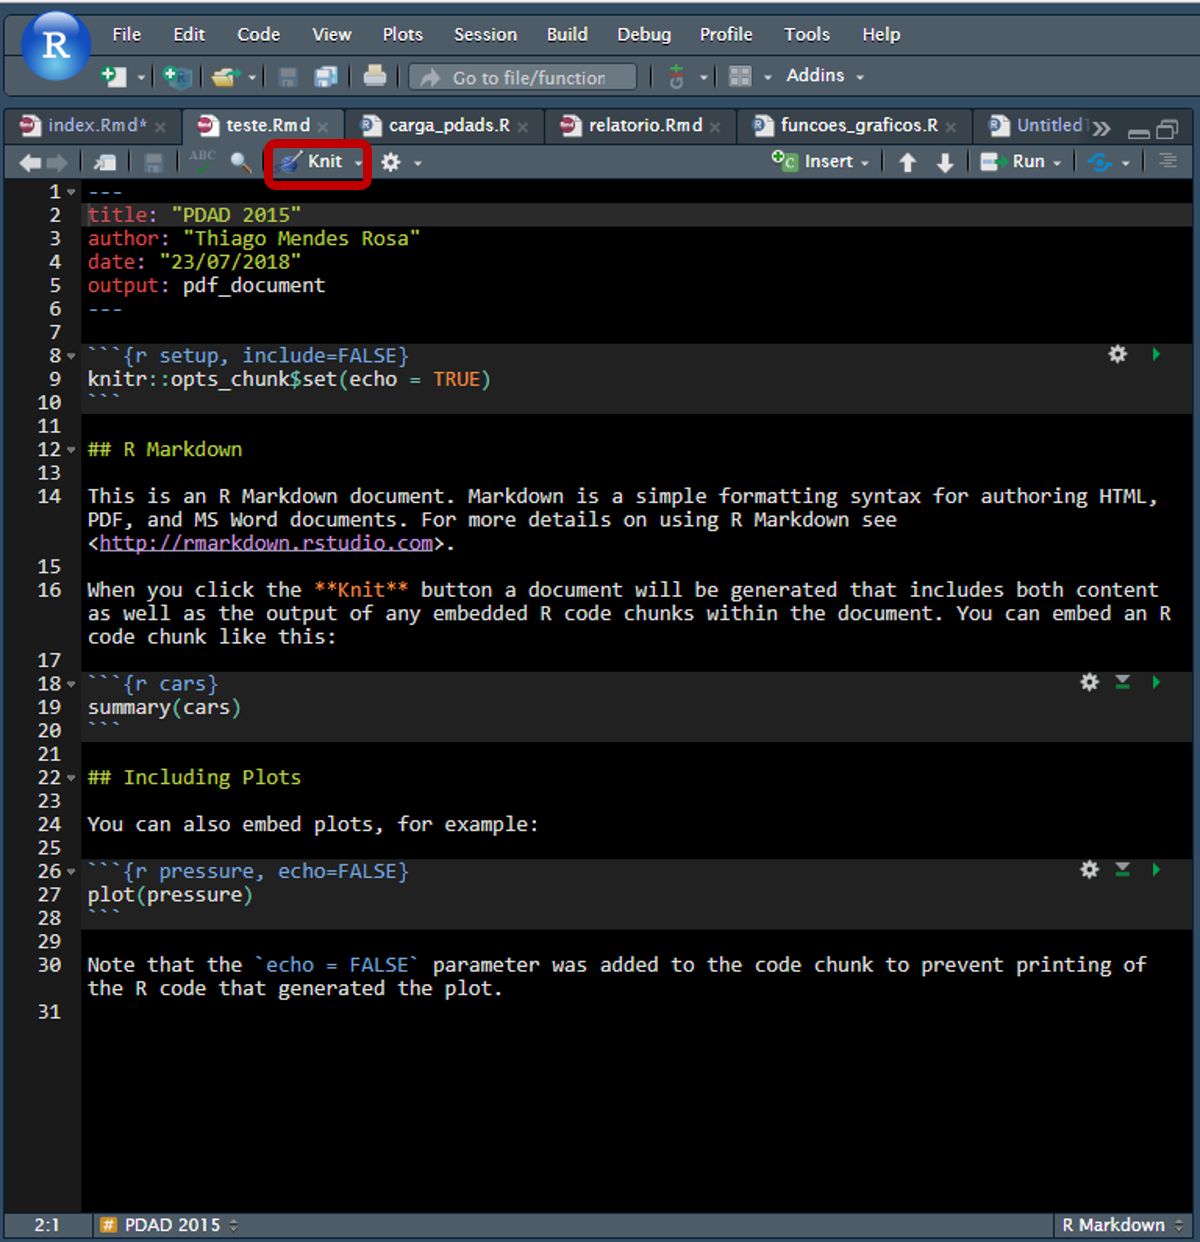 R
File Edit Code View Plots Session Build Debug Profile Tools Help
Go to file/function Addins
index.Rmd* teste.Rmd carga_pdads.R relatorio.Rmd funcoes_graficos.R Untitled1
ABC Knit Insert Run
1 ---
2 title: "PDAD 2015"
3 author: "Thiago Mendes Rosa"
4 date: "23/07/2018"
5 output: pdf_document
6 ---
7
8 ```{r setup, include=FALSE}
9 knitr::opts_chunk$set(echo = TRUE)
10 ```
11
12 ## R Markdown
13
14 This is an R Markdown document. Markdown is a simple formatting syntax for authoring HTML,
PDF, and MS Word documents. For more details on using R Markdown see
<http://rmarkdown.rstudio.com>.
15
16 When you click the **Knit** button a document will be generated that includes both content
as well as the output of any embedded R code chunks within the document. You can embed an R
code chunk like this:
17
18 ```{r cars}
19 summary(cars)
20 ```
21
22 ## Including Plots
23
24 You can also embed plots, for example:
25
26 ```{r pressure, echo=FALSE}
27 plot(pressure)
28 ```
29
30 Note that the `echo = FALSE` parameter was added to the code chunk to prevent printing of
the R code that generated the plot.
31
2:1 # PDAD 2015 R Markdown